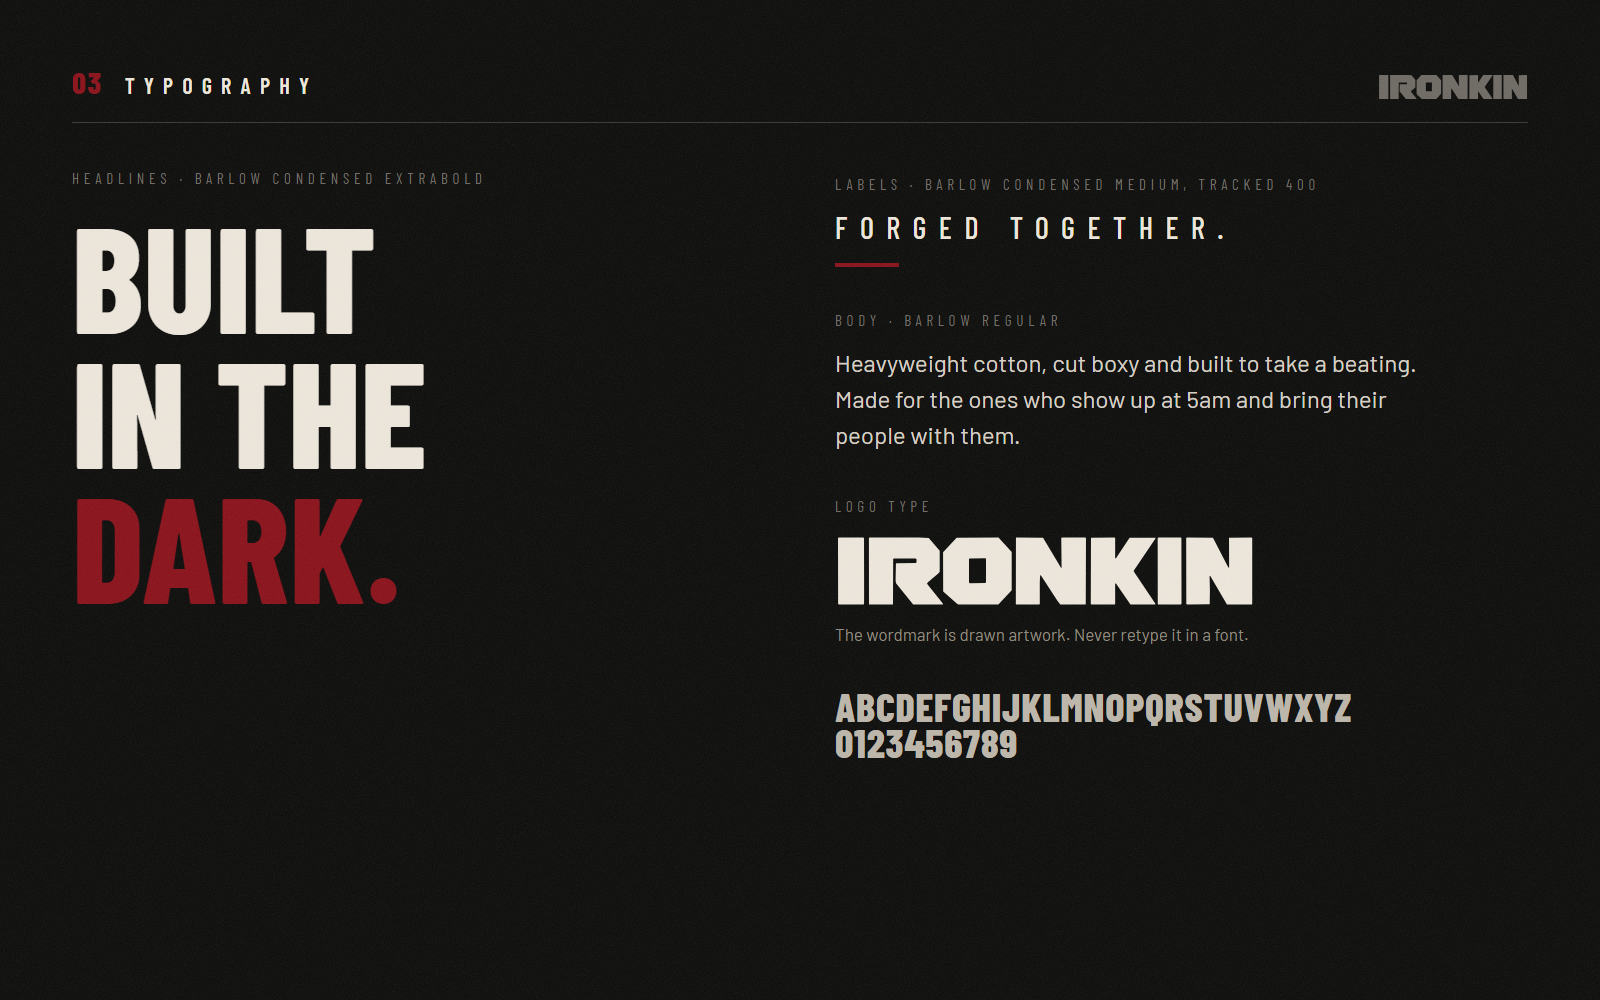 03 TYPOGRAPHY
IRONKIN
HEADLINES · BARLOW CONDENSED EXTRABOLD
BUILT
IN THE
DARK.
LABELS · BARLOW CONDENSED MEDIUM, TRACKED 400
FORGED TOGETHER.
BODY · BARLOW REGULAR
Heavyweight cotton, cut boxy and built to take a beating.
Made for the ones who show up at 5am and bring their
people with them.
LOGO TYPE
IRONKIN
The wordmark is drawn artwork. Never retype it in a font.
ABCDEFGHIJKLMNOPQRSTUVWXYZ
0123456789